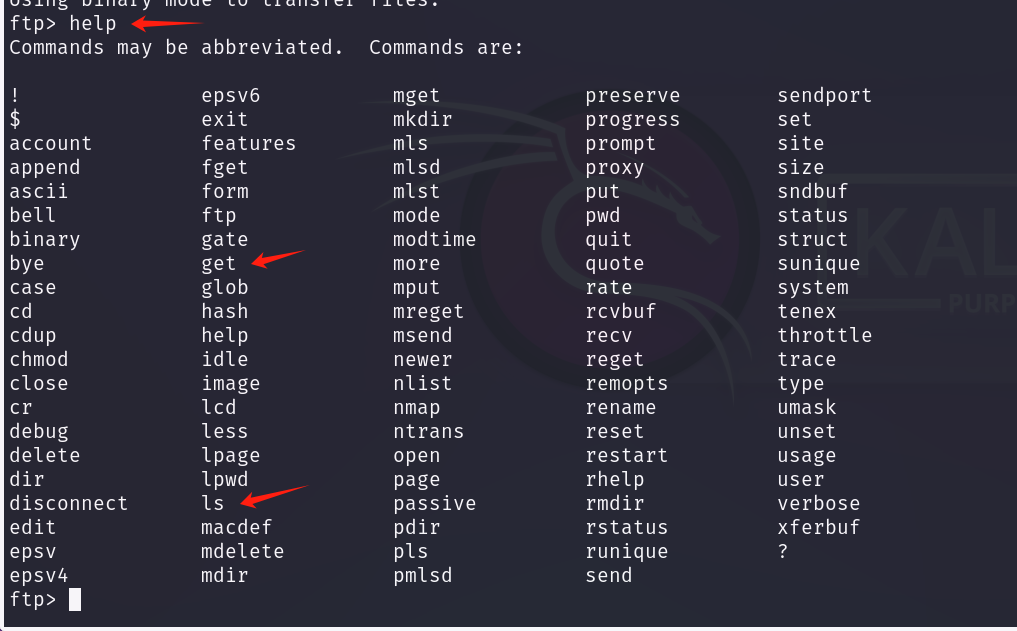 Using binary mode to transfer files.
ftp> help
Commands may be abbreviated.  Commands are:
!               epsv6           mget            preserve        sendport
$               exit            mkdir           progress        set
account         features        mls             prompt          site
append          fget            mlsd            proxy           size
ascii           form            mlst            put             sndbuf
bell            ftp             mode            pwd             status
binary          gate            modtime         quit            struct
bye             get             more            quote           sunique
case            glob            mput            rate            system
cd              hash            mreget          rcvbuf          tenex
cdup            help            msend           recv            throttle
chmod           idle            newer           reget           trace
close           image           nlist           remopts         type
cr              lcd             nmap            rename          umask
debug           less            ntrans          reset           unset
delete          lpage           open            restart         usage
dir             lpwd            page            rhelp           user
disconnect      ls              passive         rmdir           verbose
edit            macdef          pdir            rstatus         xferbuf
epsv            mdelete         pls             runique         ?
epsv4           mdir            pmlsd           send
ftp>
KAL
PURP